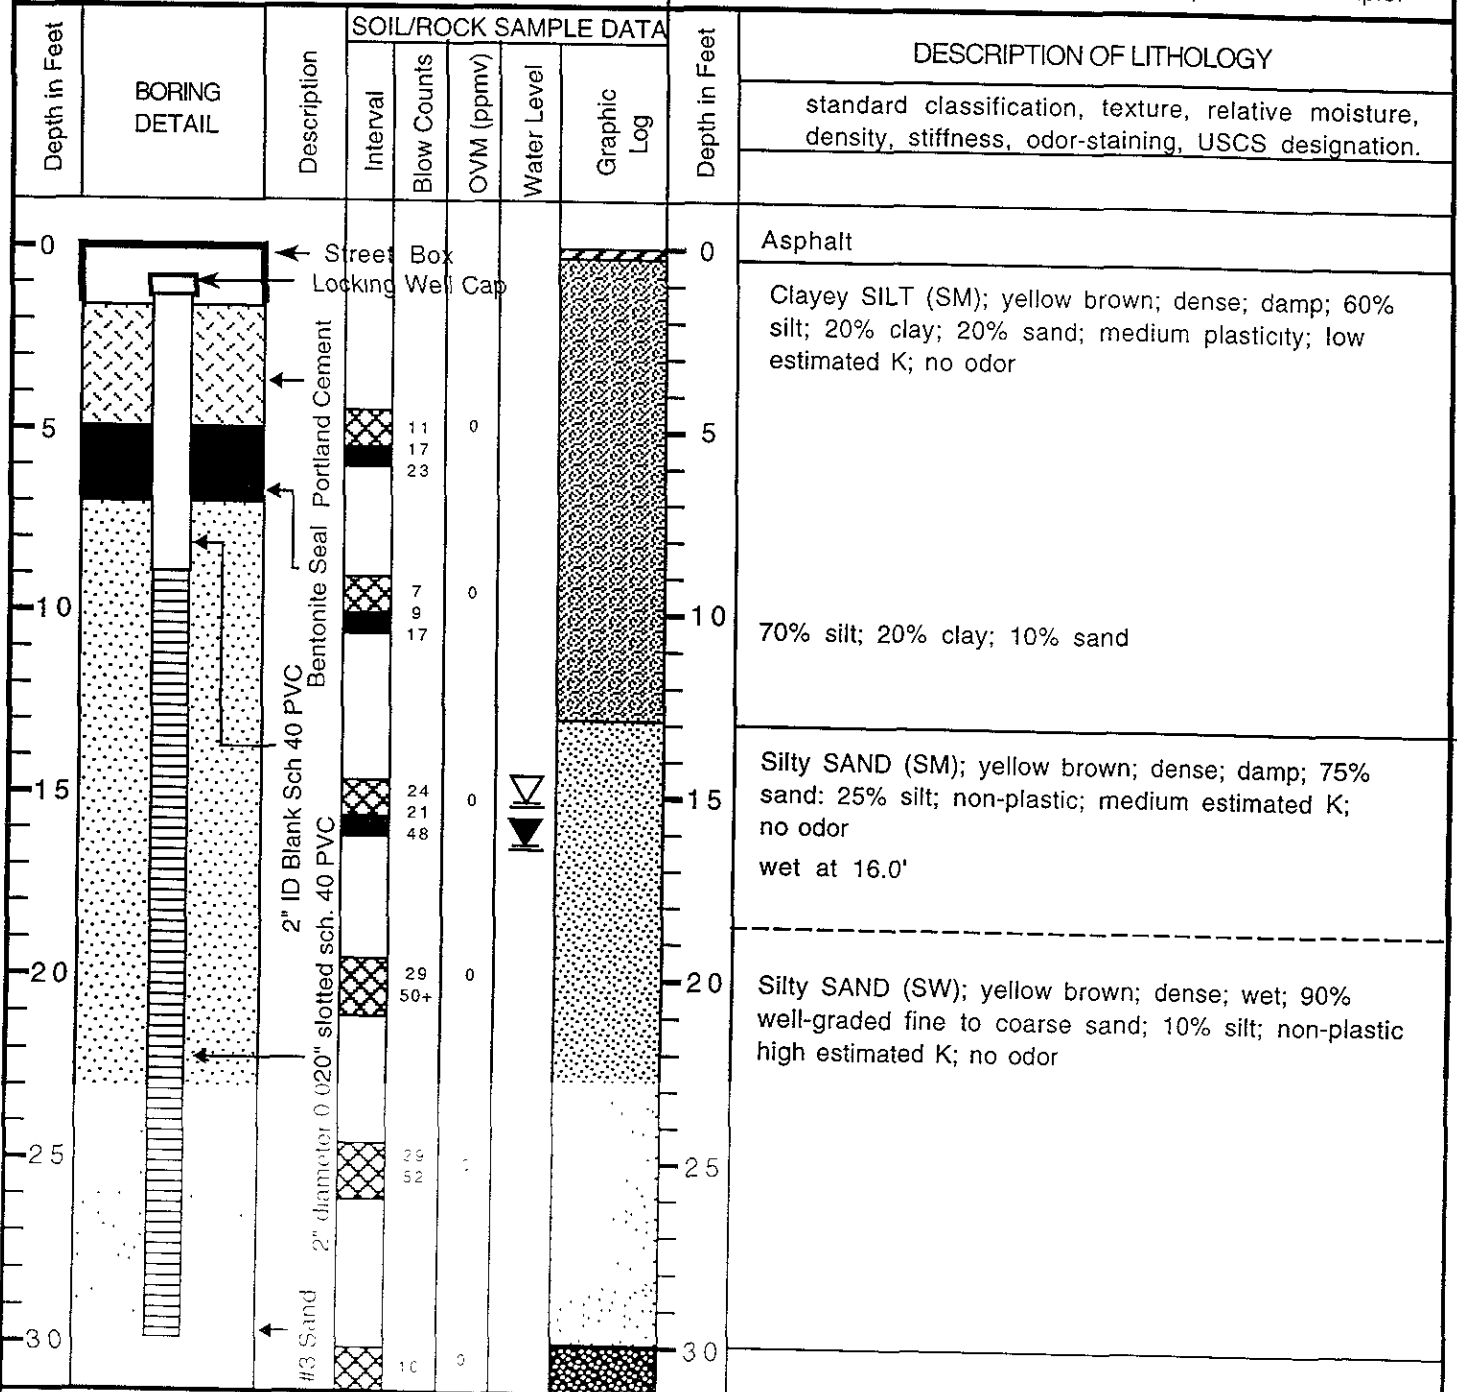 SOIL/ROCK SAMPLE DATA
Depth in Feet
BORING
DETAIL
Description
Interval
Blow Counts
OVM (ppmv)
Water Level
Graphic
Log
Depth in Feet
DESCRIPTION OF LITHOLOGY
standard classification, texture, relative moisture,
density, stiffness, odor-staining, USCS designation.
0
Street Box
Locking Well Cap
0
Asphalt
Clayey SILT (SM); yellow brown; dense; damp; 60%
silt; 20% clay; 20% sand; medium plasticity; low
estimated K; no odor
Portland Cement
5
11
17
23
0
5
Bentonite Seal
10
7
9
17
0
10
70% silt; 20% clay; 10% sand
2" ID Blank Sch 40 PVC
15
24
21
48
0
15
Silty SAND (SM); yellow brown; dense; damp; 75%
sand: 25% silt; non-plastic; medium estimated K;
no odor
wet at 16.0'
2" diameter 0 020" slotted sch. 40 PVC
20
29
50+
0
20
Silty SAND (SW); yellow brown; dense; wet; 90%
well-graded fine to coarse sand; 10% silt; non-plastic
high estimated K; no odor
25
29
52
25
#3 Sand
30
30